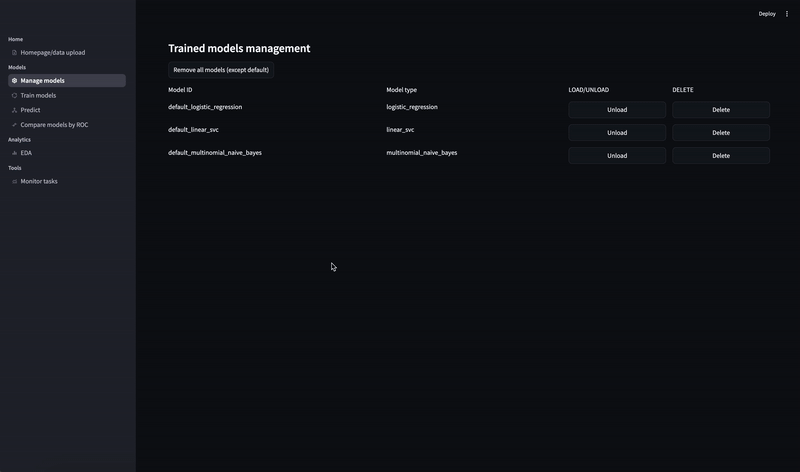 Deploy
Home
Homepage/data upload
Models
Manage models
Train models
Predict
Compare models by ROC
Analytics
EDA
Tools
Monitor tasks
Trained models management
Remove all models (except default)
Model ID Model type LOAD/UNLOAD DELETE
default_logistic_regression logistic_regression Unload Delete
default_linear_svc linear_svc Unload Delete
default_multinomial_naive_bayes multinomial_naive_bayes Unload Delete